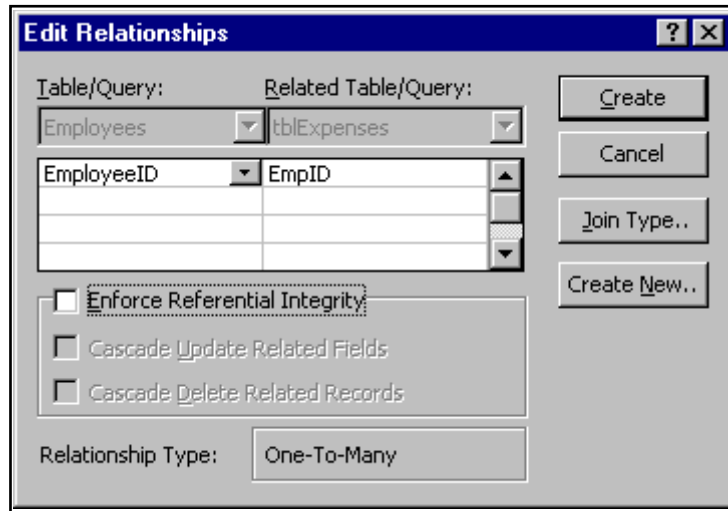 Edit Relationships
Table/Query: Related Table/Query:
Employees tblExpenses
EmployeeID EmpID
Enforce Referential Integrity
Cascade Update Related Fields
Cascade Delete Related Records
Relationship Type: One-To-Many
Create
Cancel
Join Type..
Create New..